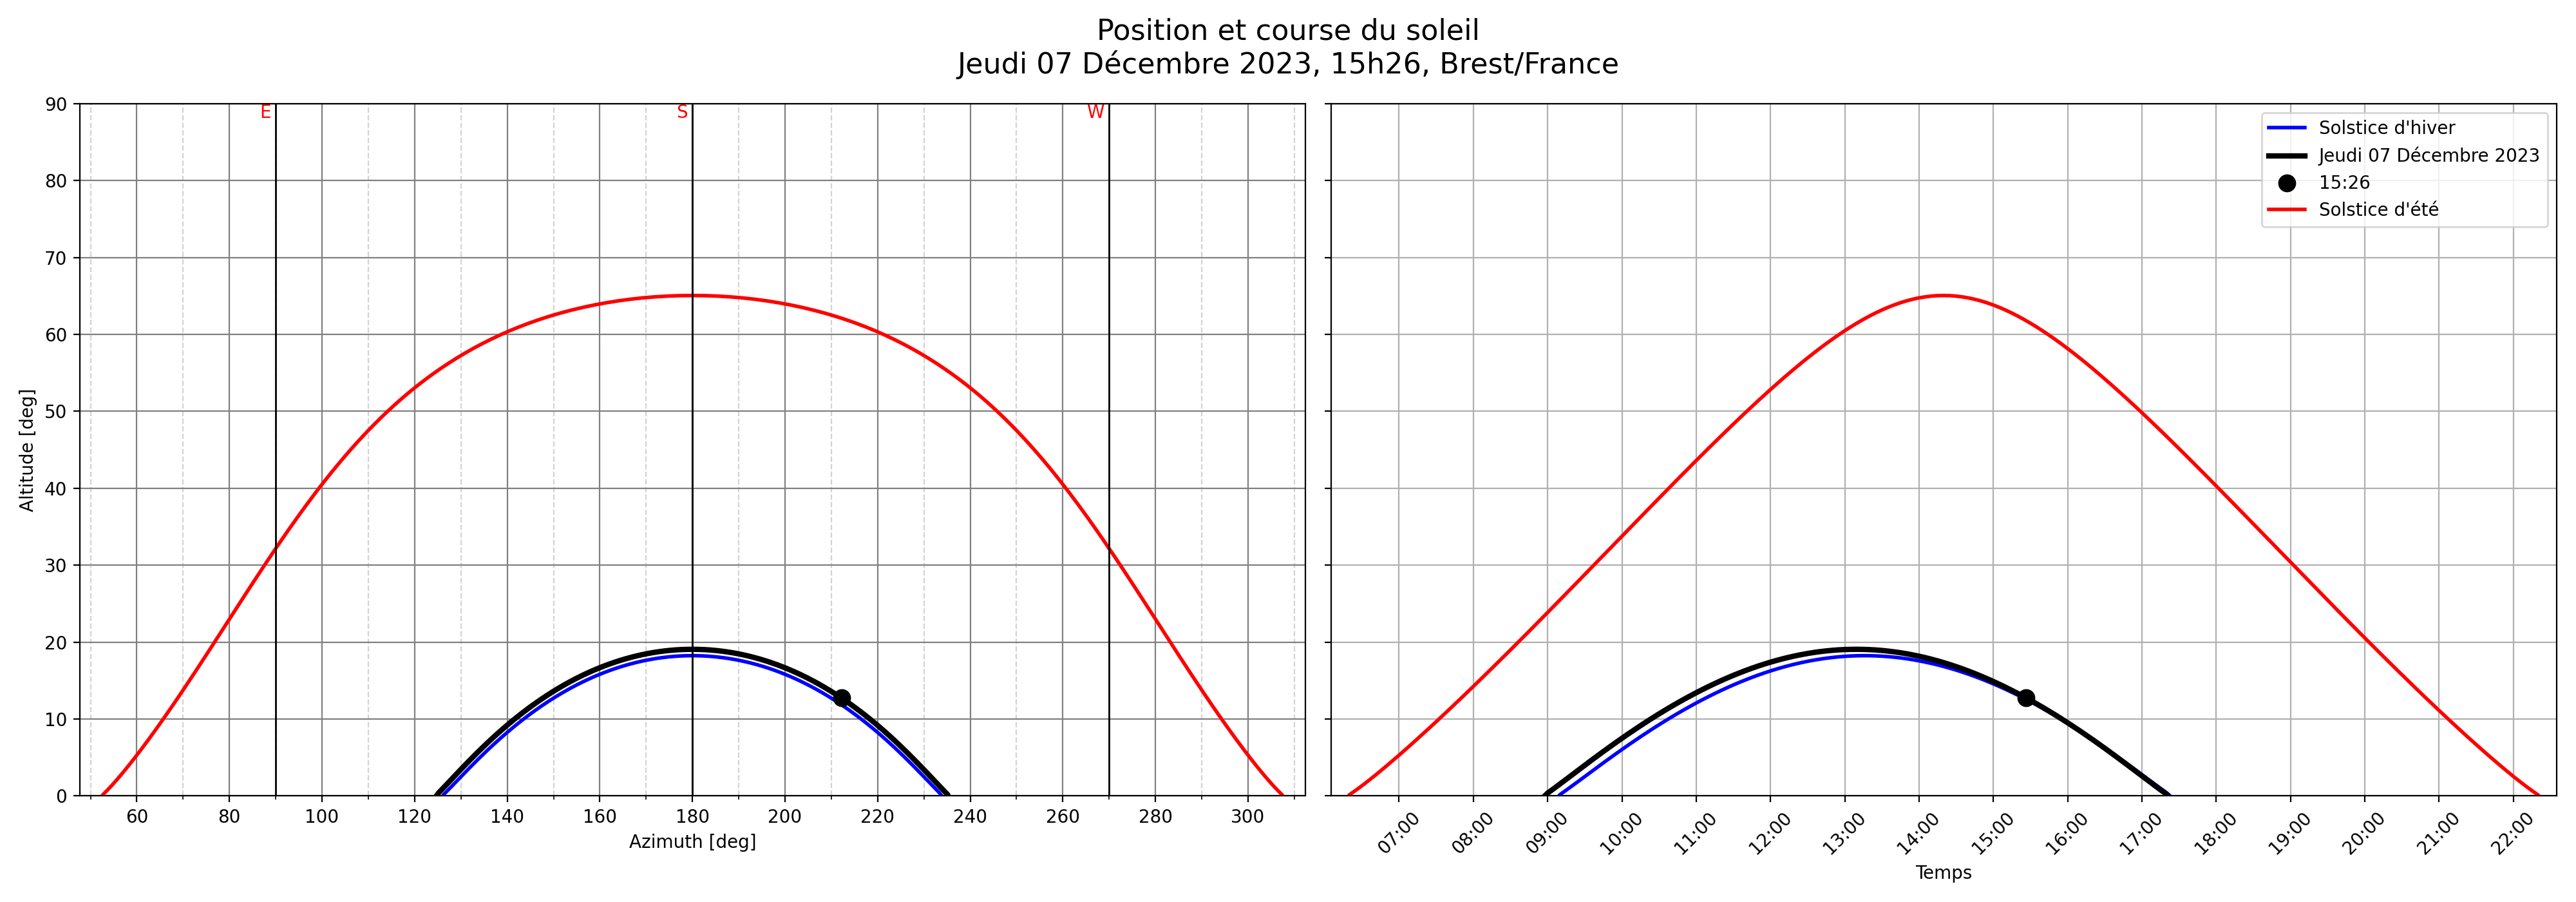 Position et course du soleil
Jeudi 07 Décembre 2023, 15h26, Brest/France
E
S
W
90
80
70
60
50
40
30
20
10
0
Altitude [deg]
60 80 100 120 140 160 180 200 220 240 260 280 300
Azimuth [deg]
Solstice d'hiver
Jeudi 07 Décembre 2023
15:26
Solstice d'été
07:00 08:00 09:00 10:00 11:00 12:00 13:00 14:00 15:00 16:00 17:00 18:00 19:00 20:00 21:00 22:00
Temps